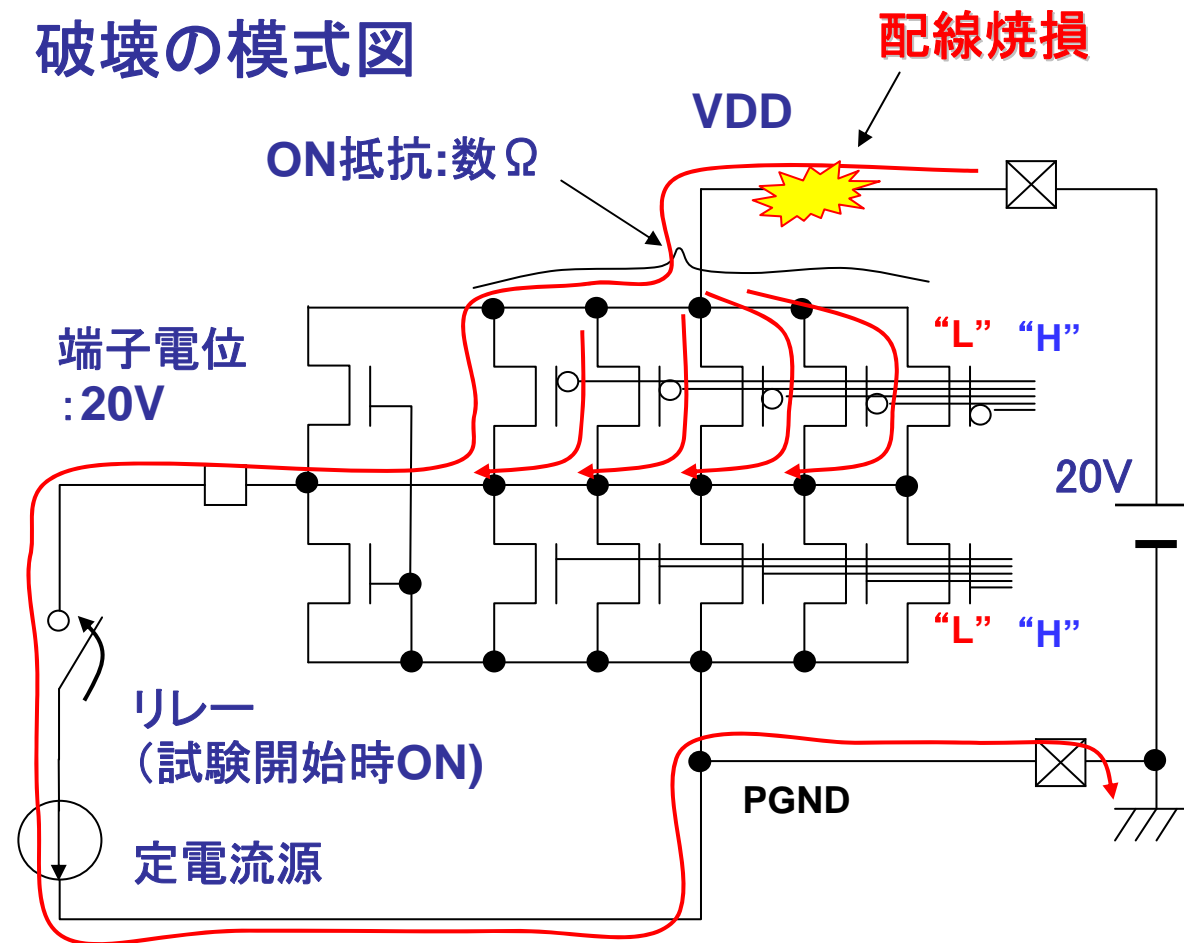 破壊の模式図
配線焼損
VDD
ON抵抗:数Ω
端子電位
:20V
“L” “H”
20V
“L” “H”
リレー
(試験開始時ON)
PGND
定電流源